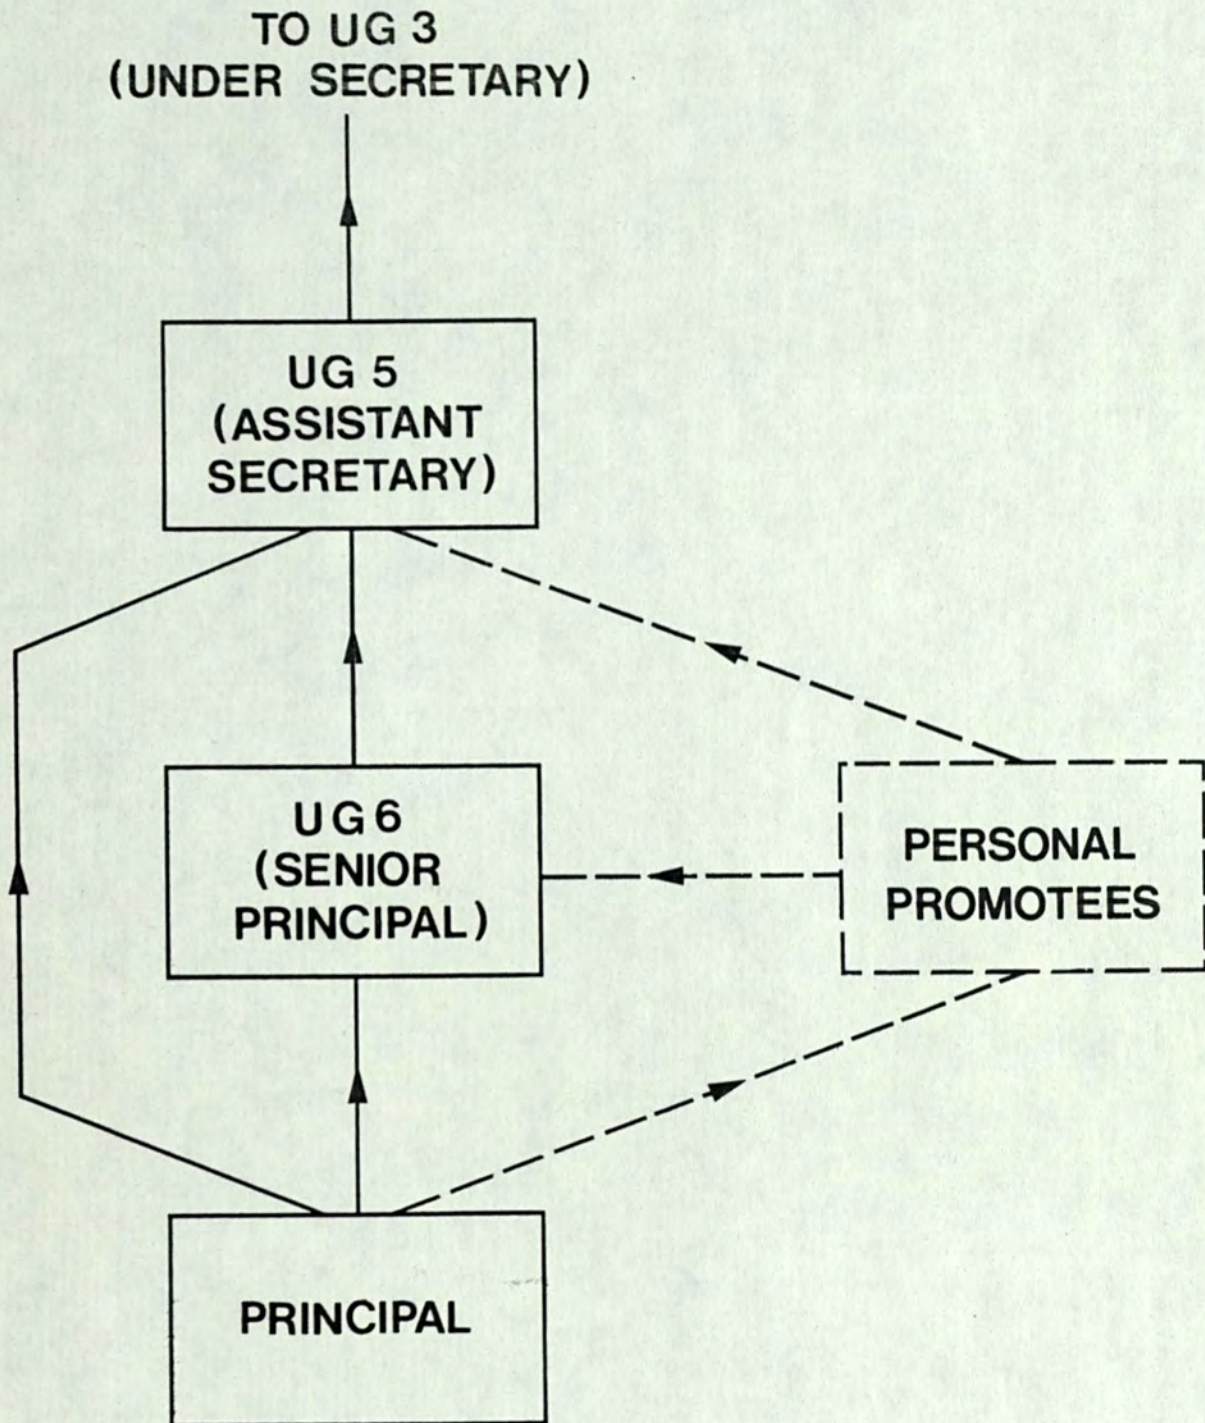 TO UG 3
(UNDER SECRETARY)
UG 5
(ASSISTANT
SECRETARY)
UG 6
(SENIOR
PRINCIPAL)
PERSONAL
PROMOTEES
PRINCIPAL